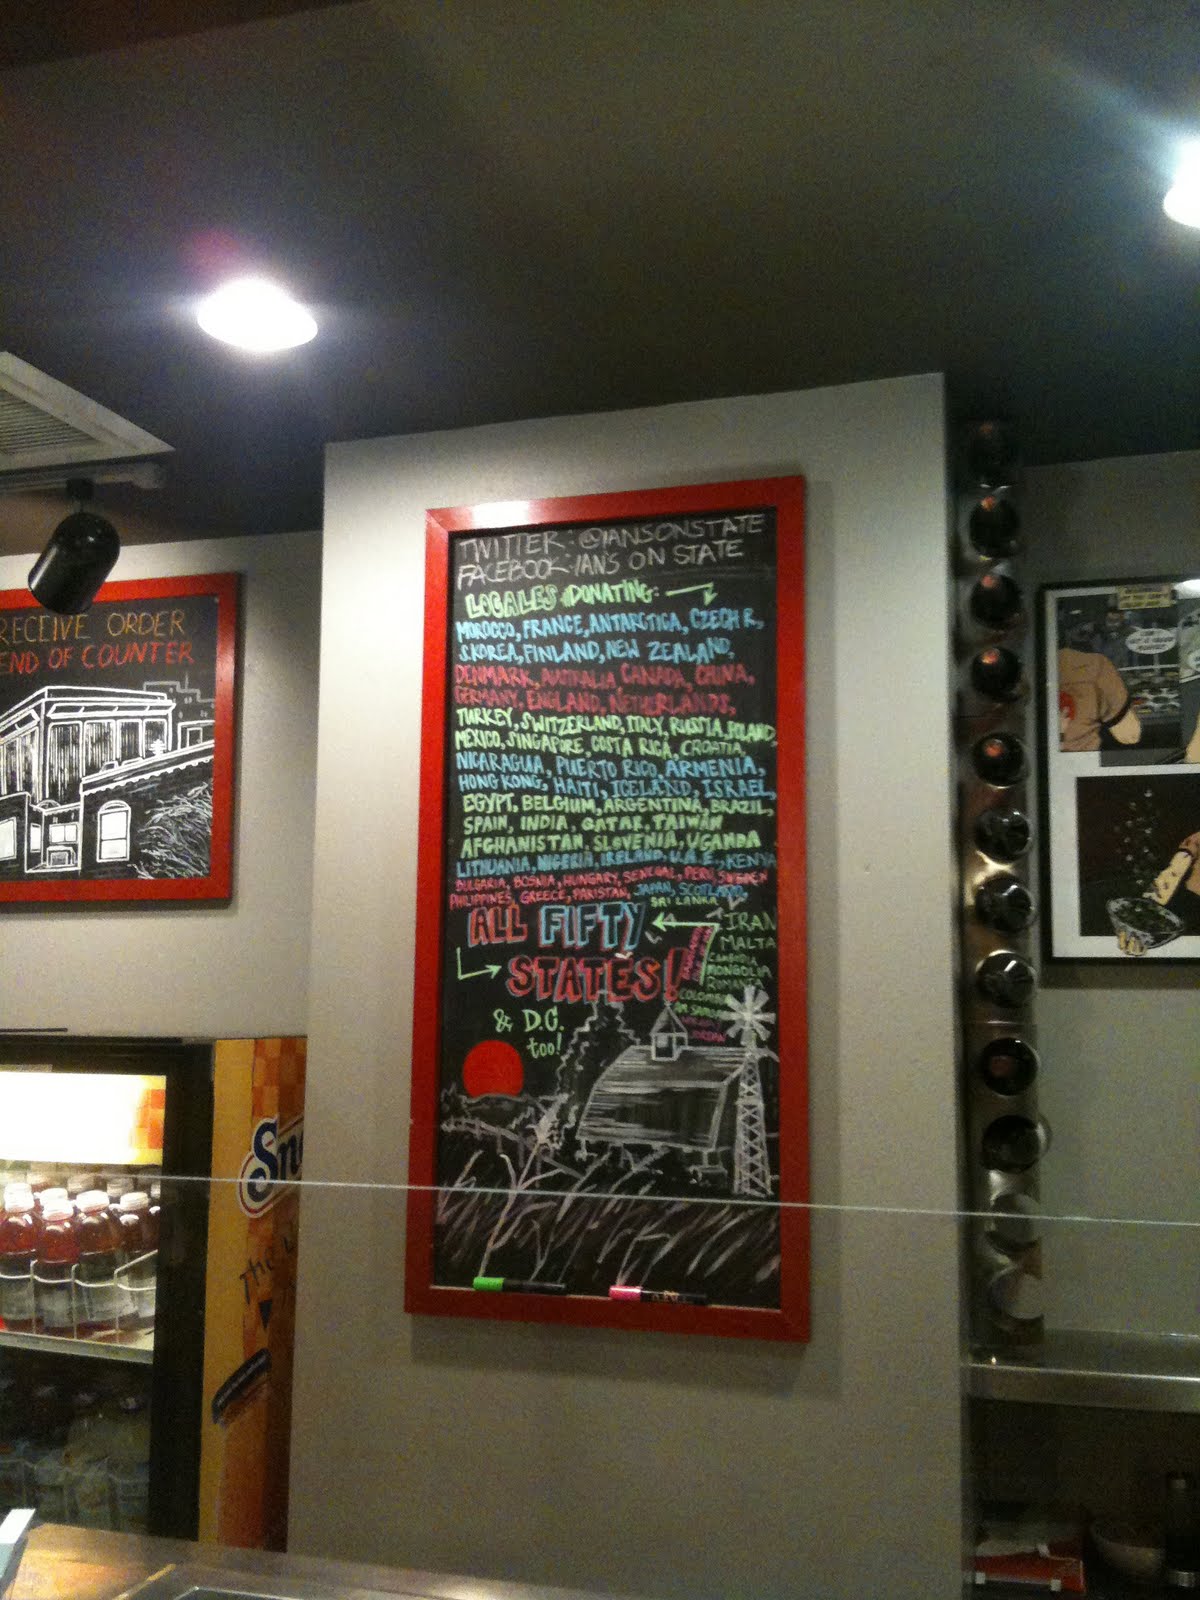 TWITTER: @IANSONSTATE
FACEBOOK: IAN'S ON STATE
LOCALES DONATING:
MOROCCO, FRANCE, ANTARCTICA, CZECH R.,
S.KOREA, FINLAND, NEW ZEALAND,
DENMARK, AUSTRALIA, CANADA, CHINA,
GERMANY, ENGLAND, NETHERLANDS,
TURKEY, SWITZERLAND, ITALY, RUSSIA, POLAND,
MEXICO, SINGAPORE, COSTA RICA, CROATIA,
NICARAGUA, PUERTO RICO, ARMENIA,
HONG KONG, HAITI, ICELAND, ISRAEL,
EGYPT, BELGIUM, ARGENTINA, BRAZIL,
SPAIN, INDIA, QATAR, TAIWAN
AFGHANISTAN, SLOVENIA, UGANDA
LITHUANIA, NIGERIA, IRELAND, U.A.E., KENYA
BULGARIA, BOSNIA, HUNGARY, SENEGAL, PERU, SWEDEN
PHILIPPINES, GREECE, PAKISTAN, JAPAN, SCOTLAND,
SRI LANKA
ALL FIFTY
STATES!
& D.C.
too!
IRAN
MALTA
CAMBODIA
MONGOLIA
ROMANIA
COLOMBIA
JORDAN
RECEIVE ORDER
END OF COUNTER
Sn